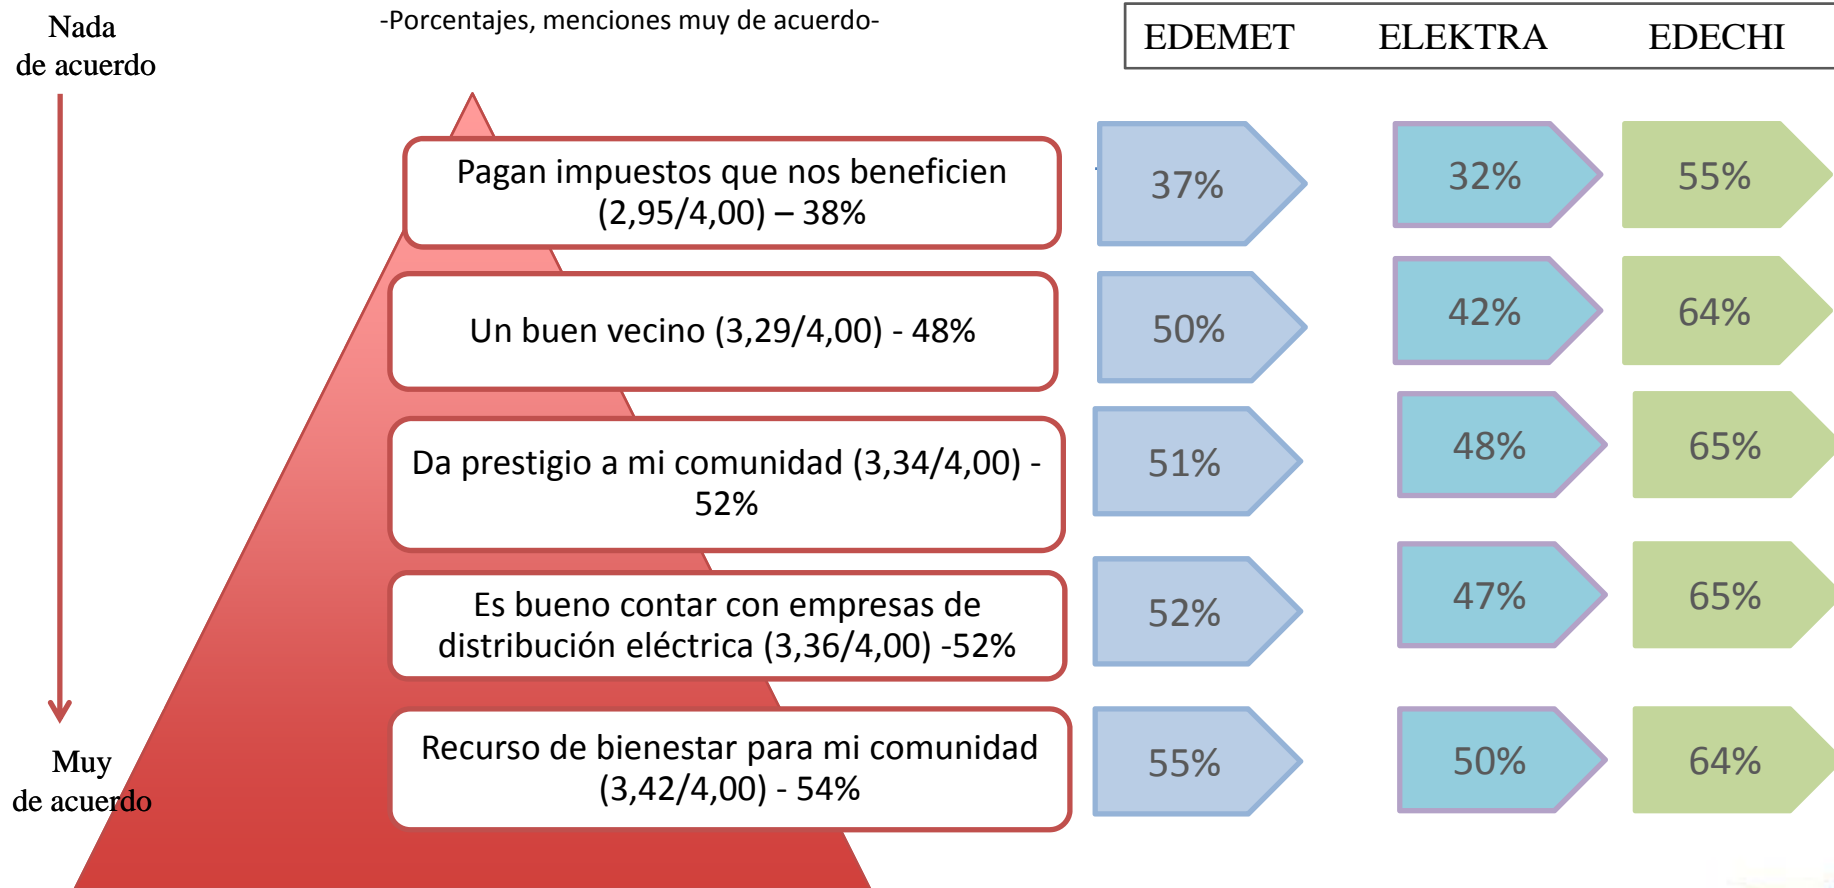 Nada
de acuerdo
-Porcentajes, menciones muy de acuerdo-
EDEMET ELEKTRA EDECHI
Pagan impuestos que nos beneficien
(2,95/4,00) – 38%
37% 32% 55%
Un buen vecino (3,29/4,00) - 48%
50% 42% 64%
Da prestigio a mi comunidad (3,34/4,00) -
52%
51% 48% 65%
Es bueno contar con empresas de
distribución eléctrica (3,36/4,00) -52%
52% 47% 65%
Recurso de bienestar para mi comunidad
(3,42/4,00) - 54%
55% 50% 64%
Muy
de acuerdo